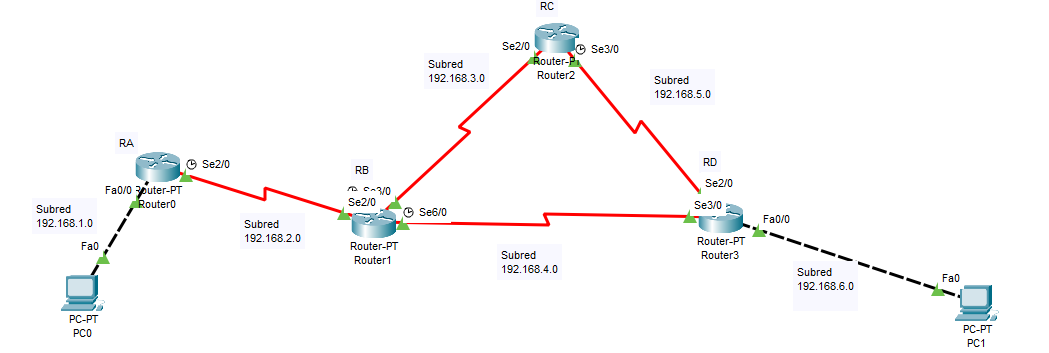 RC
Se2/0
Se3/0
Router-PT
Router2
Subred
192.168.3.0
Subred
192.168.5.0
RA
Se2/0
Fa0/0
Router-PT
Router0
Subred
192.168.1.0
Fa0
PC-PT
PC0
Subred
192.168.2.0
RB
Se3/0
Se2/0
Se6/0
Router-PT
Router1
Subred
192.168.4.0
RD
Se2/0
Se3/0
Fa0/0
Router-PT
Router3
Subred
192.168.6.0
Fa0
PC-PT
PC1